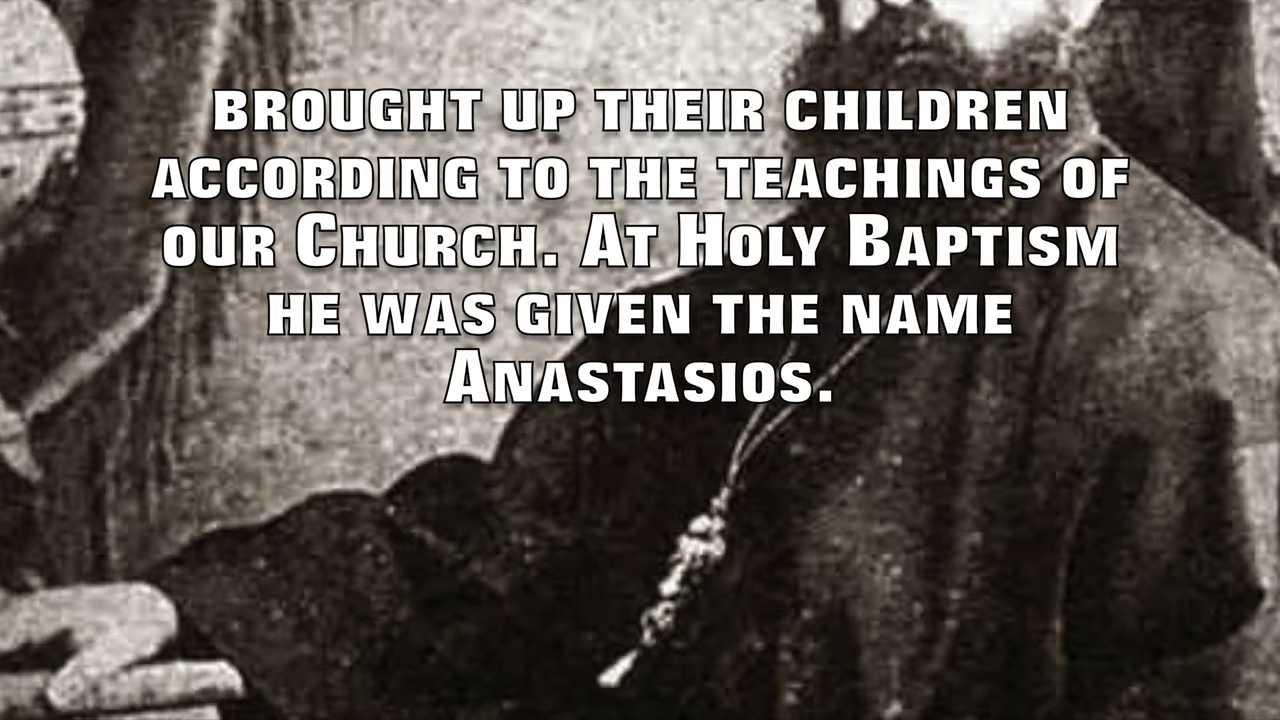 BROUGHT UP THEIR CHILDREN
ACCORDING TO THE TEACHINGS OF
OUR CHURCH. AT HOLY BAPTISM
HE WAS GIVEN THE NAME
ANASTASIOS.